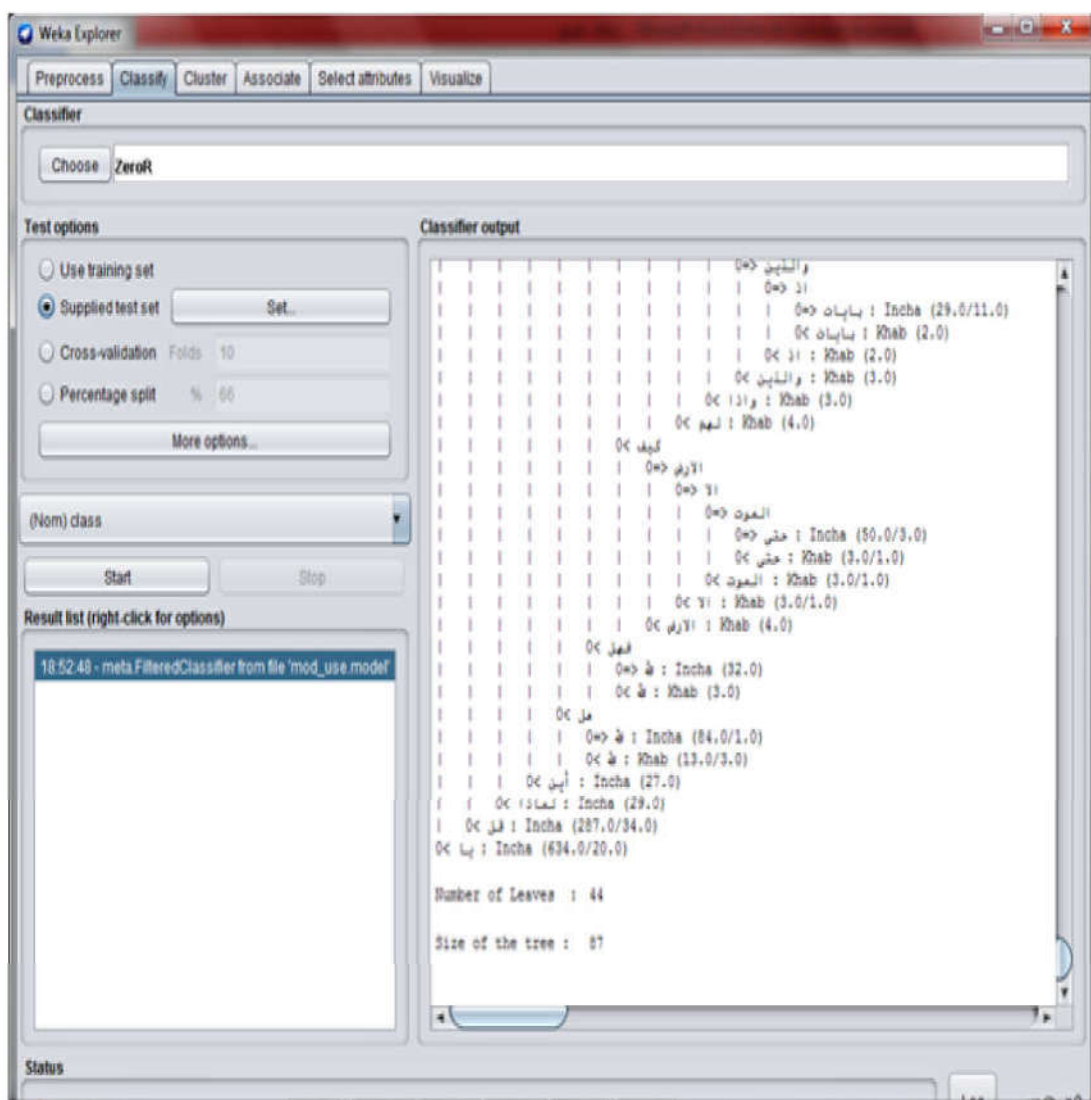 Weka Explorer
Preprocess Classify Cluster Associate Select attributes Visualize
Classifier
Choose ZeroR
Test options
Classifier output
Use training set
Supplied test set Set...
Cross-validation Folds 10
Percentage split % 66
More options...
(Nom) class
Start Stop
Result list (right-click for options)
18:52:48 - meta.FilteredClassifier from file 'mod_use.model'
| | | | | | | | | | والذين <=0
| | | | | | | | | | | اذ <=0
| | | | | | | | | | | | بايات <=0 : Incha (29.0/11.0)
| | | | | | | | | | | | بايات >0 : Khab (2.0)
| | | | | | | | | | | اذ >0 : Khab (2.0)
| | | | | | | | | | والذين >0 : Khab (3.0)
| | | | | | | | | واذا >0 : Khab (3.0)
| | | | | | | | لهم >0 : Khab (4.0)
| | | | | | كيف >0
| | | | | | | الارض <=0
| | | | | | | | الا <=0
| | | | | | | | | الموت <=0
| | | | | | | | | | حتى <=0 : Incha (50.0/3.0)
| | | | | | | | | | حتى >0 : Khab (3.0/1.0)
| | | | | | | | | الموت >0 : Khab (3.0/1.0)
| | | | | | | | الا >0 : Khab (3.0/1.0)
| | | | | | | الارض >0 : Khab (4.0)
| | | | | فهل >0
| | | | | | لله <=0 : Incha (32.0)
| | | | | | لله >0 : Khab (3.0)
| | | | هل >0
| | | | | لله <=0 : Incha (84.0/1.0)
| | | | | لله >0 : Khab (13.0/3.0)
| | | أين >0 : Incha (27.0)
| | لماذا >0 : Incha (29.0)
| قل >0 : Incha (287.0/34.0)
يا >0 : Incha (634.0/20.0)
Number of Leaves : 44
Size of the tree : 87
Status